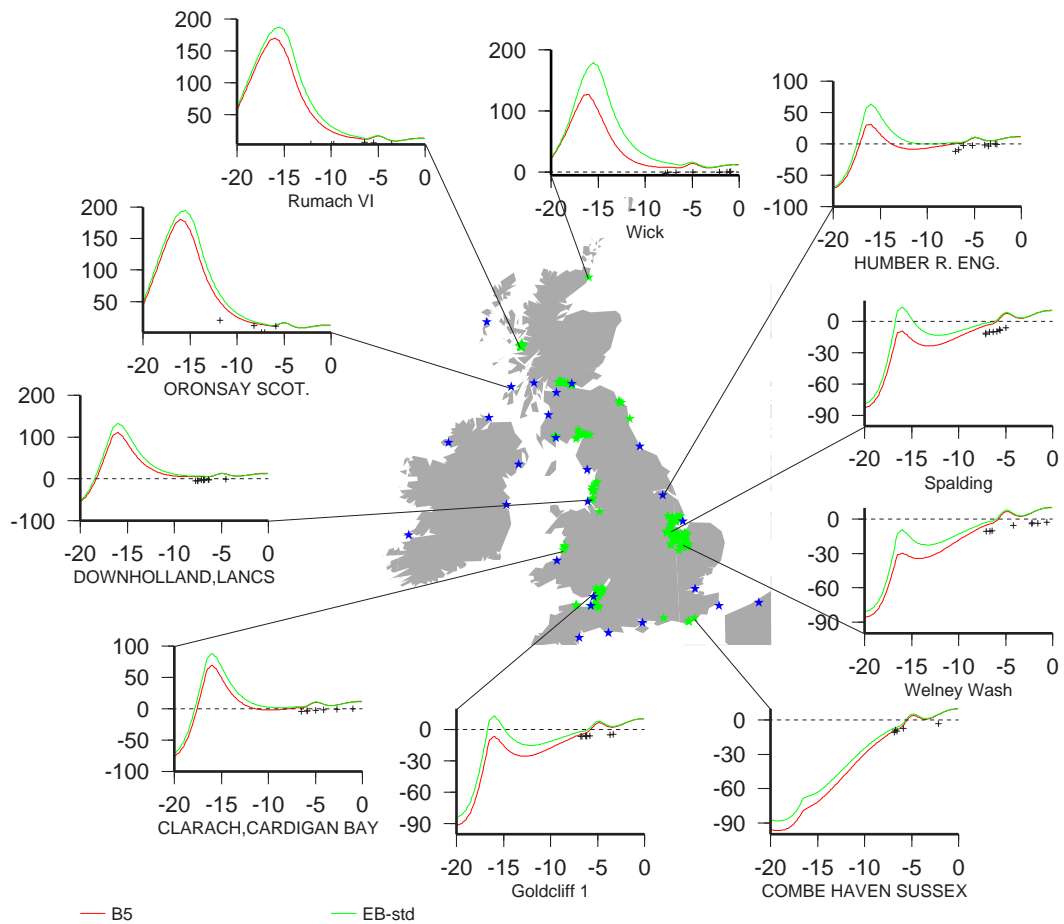 200
150
100
50
-20 -15 -10 -5 0
Rumach VI
200
100
0
-20 -15 -10 -5 0
Wick
100
50
0
-50
-100
-20 -15 -10 -5 0
HUMBER R. ENG.
200
150
100
50
-20 -15 -10 -5 0
ORONSAY SCOT.
0
-30
-60
-90
-20 -15 -10 -5 0
Spalding
200
100
0
-100
-20 -15 -10 -5 0
DOWNHOLLAND,LANCS
0
-30
-60
-90
-20 -15 -10 -5 0
Welney Wash
100
50
0
-50
-100
-20 -15 -10 -5 0
CLARACH,CARDIGAN BAY
0
-30
-60
-90
-20 -15 -10 -5 0
Goldcliff 1
0
-30
-60
-90
-20 -15 -10 -5 0
COMBE HAVEN SUSSEX
B5
EB-std